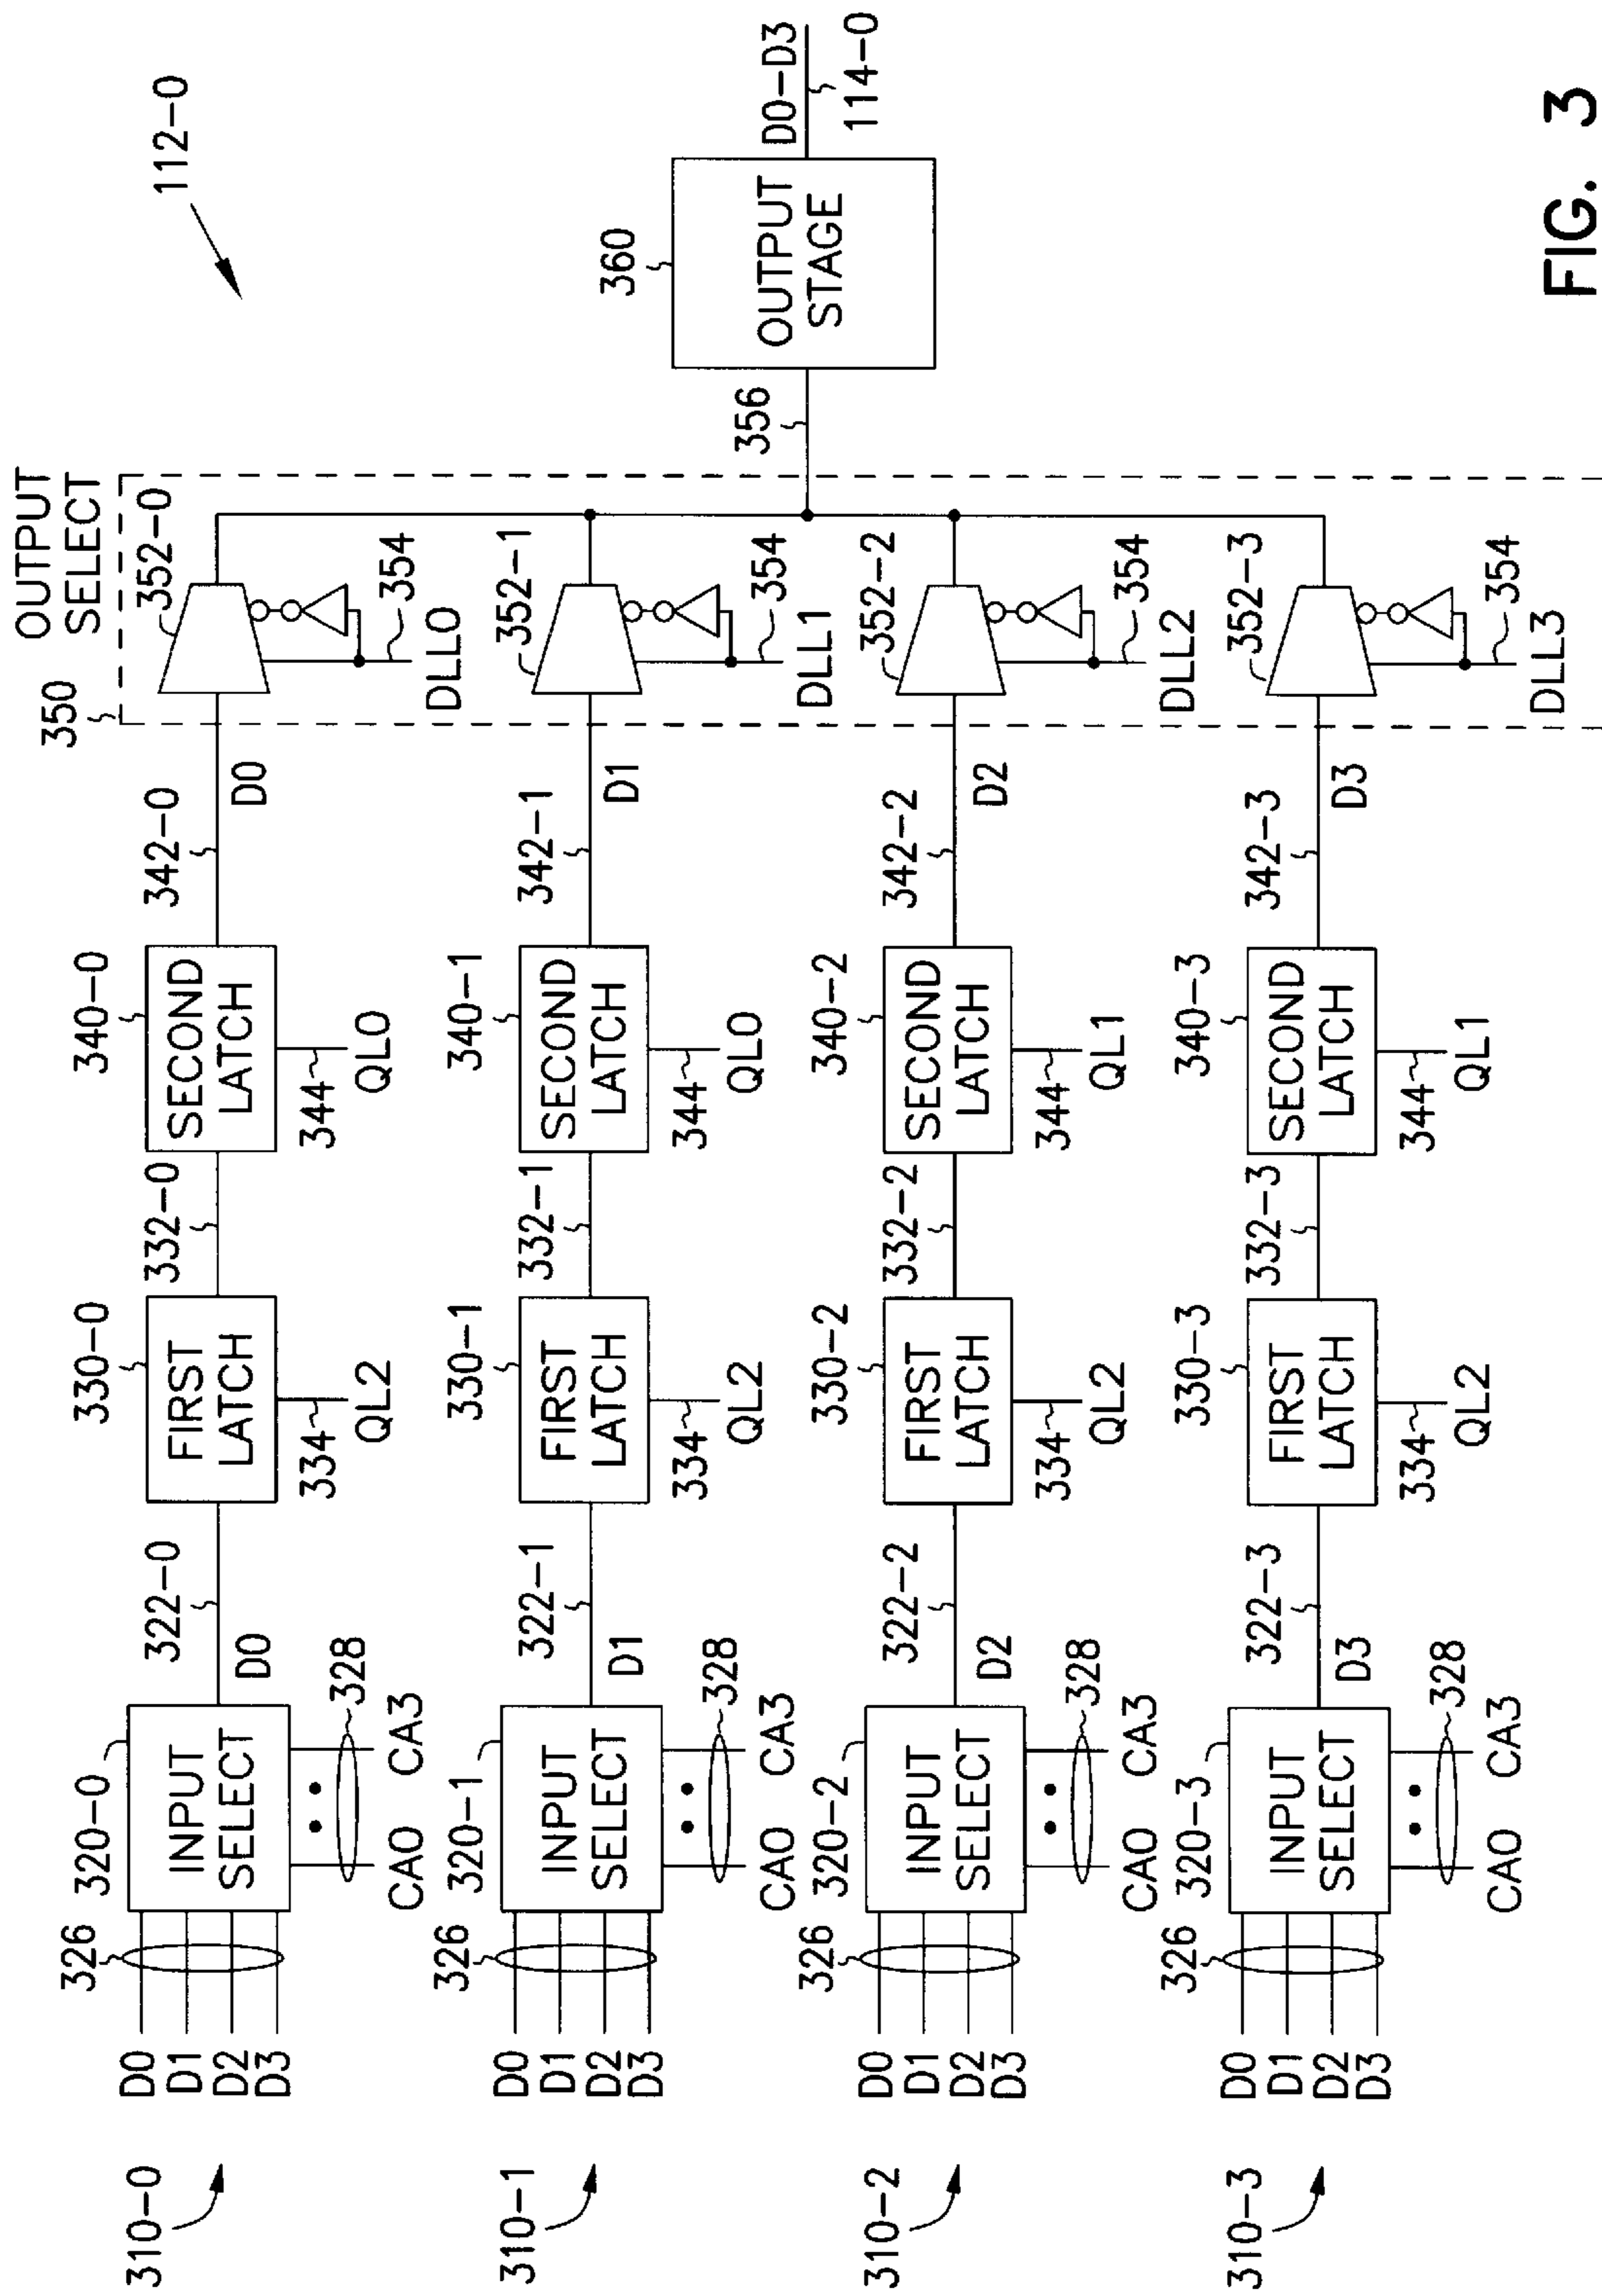 112-0
OUTPUT
SELECT
350
352-0
354
DLL0
340-0
SECOND
LATCH
342-0
D0
344
QL0
330-0
FIRST
LATCH
332-0
334
QL2
320-0
INPUT
SELECT
322-0
D0
328
CA0 CA3
326
D0
D1
D2
D3
310-0
352-1
354
DLL1
340-1
SECOND
LATCH
342-1
D1
344
QL0
330-1
FIRST
LATCH
332-1
334
QL2
320-1
INPUT
SELECT
322-1
D1
328
CA0 CA3
326
D0
D1
D2
D3
310-1
356
360
OUTPUT
STAGE
D0-D3
114-0
352-2
354
DLL2
340-2
SECOND
LATCH
342-2
D2
344
QL1
330-2
FIRST
LATCH
332-2
334
QL2
320-2
INPUT
SELECT
322-2
D2
328
CA0 CA3
326
D0
D1
D2
D3
310-2
352-3
354
DLL3
340-3
SECOND
LATCH
342-3
D3
344
QL1
330-3
FIRST
LATCH
332-3
334
QL2
320-3
INPUT
SELECT
322-3
D3
328
CA0 CA3
326
D0
D1
D2
D3
310-3
FIG. 3